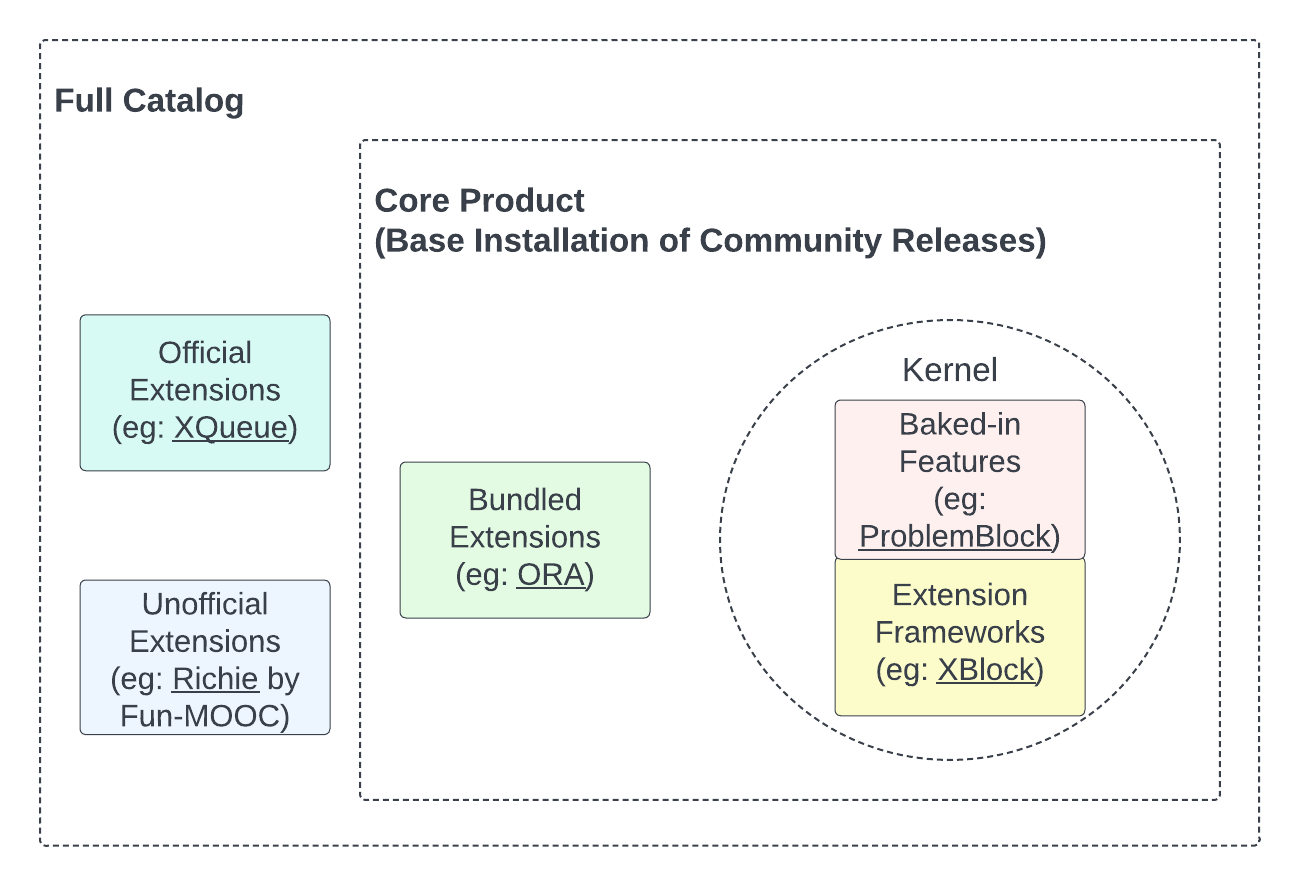 Full Catalog
Core Product
(Base Installation of Community Releases)
Official
Extensions
(eg: XQueue)
Unofficial
Extensions
(eg: Richie by
Fun-MOOC)
Bundled
Extensions
(eg: ORA)
Kernel
Baked-in
Features
(eg:
ProblemBlock)
Extension
Frameworks
(eg: XBlock)